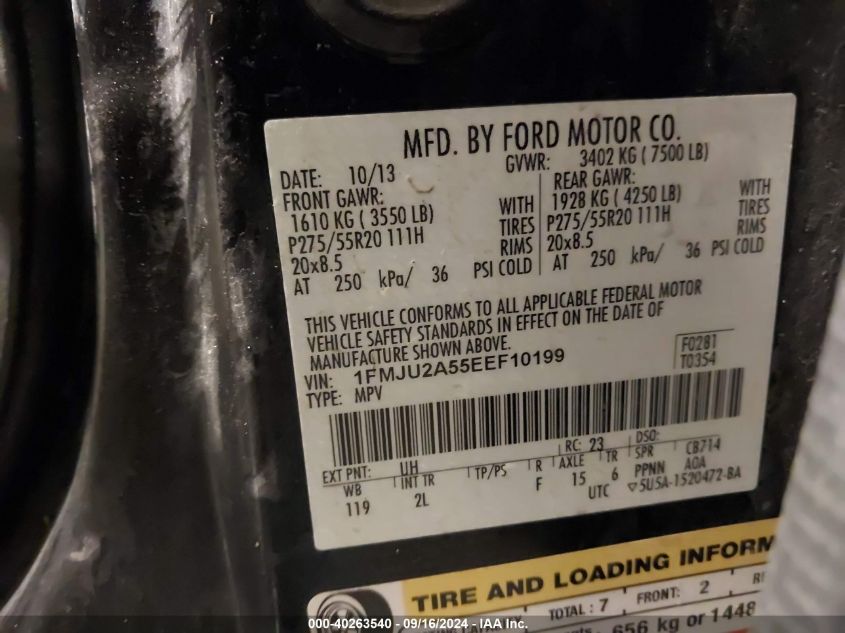 MFD. BY FORD MOTOR CO.
DATE: 10/13 GVWR: 3402 KG ( 7500 LB)
FRONT GAWR: REAR GAWR:
1610 KG ( 3550 LB) WITH 1928 KG ( 4250 LB) WITH
P275/55R20 111H TIRES P275/55R20 111H TIRES
20x8.5 RIMS 20x8.5 RIMS
AT 250 kPa/ 36 PSI COLD AT 250 kPa/ 36 PSI COLD
THIS VEHICLE CONFORMS TO ALL APPLICABLE FEDERAL MOTOR
VEHICLE SAFETY STANDARDS IN EFFECT ON THE DATE OF
MANUFACTURE SHOWN ABOVE.
VIN: 1FMJU2A55EEF10199 F0281
TYPE: MPV T0354
EXT PNT: UH RC: 23 DSO: CB714
WB INT TR TP/PS R AXLE TR SPR AOA
119 2L F 15 6 PPNN
UTC ▽5U5A-1520472-BA
TIRE AND LOADING INFORM
TOTAL : 7 FRONT: 2
656 kg or 1448
000-40263540 - 09/16/2024 - IAAI.com